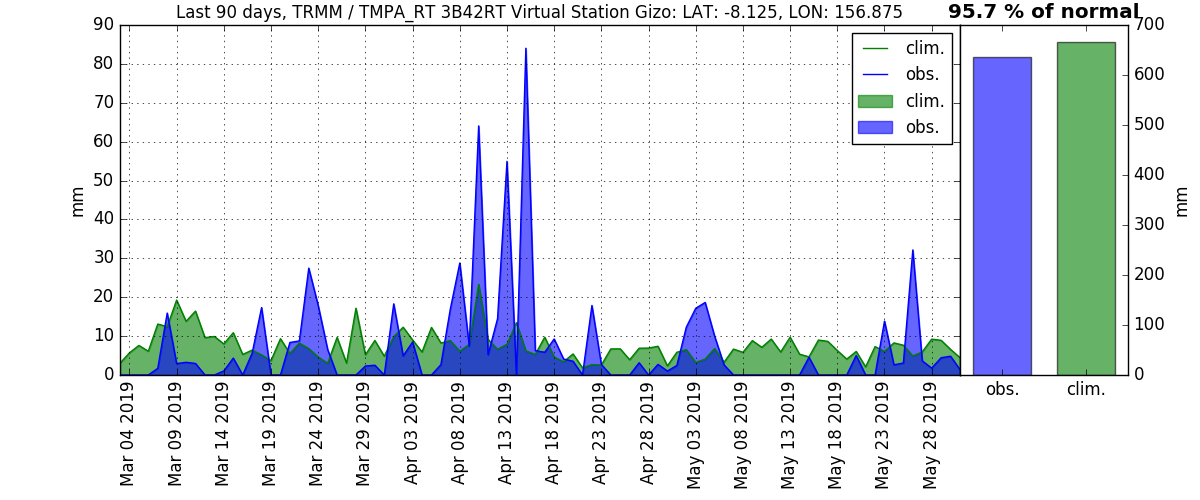 Last 90 days, TRMM / TMPA_RT 3B42RT Virtual Station Gizo: LAT: -8.125, LON: 156.875
95.7 % of normal
90
80
70
60
50
40
30
20
10
0
mm
clim.
obs.
clim.
obs.
700
600
500
400
300
200
100
0
mm
obs.
clim.
Mar 04 2019
Mar 09 2019
Mar 14 2019
Mar 19 2019
Mar 24 2019
Mar 29 2019
Apr 03 2019
Apr 08 2019
Apr 13 2019
Apr 18 2019
Apr 23 2019
Apr 28 2019
May 03 2019
May 08 2019
May 13 2019
May 18 2019
May 23 2019
May 28 2019